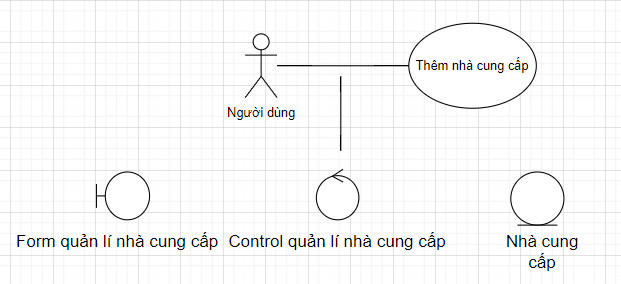 Thêm nhà cung cấp
Người dùng
Form quản lí nhà cung cấp
Control quản lí nhà cung cấp
Nhà cung
cấp